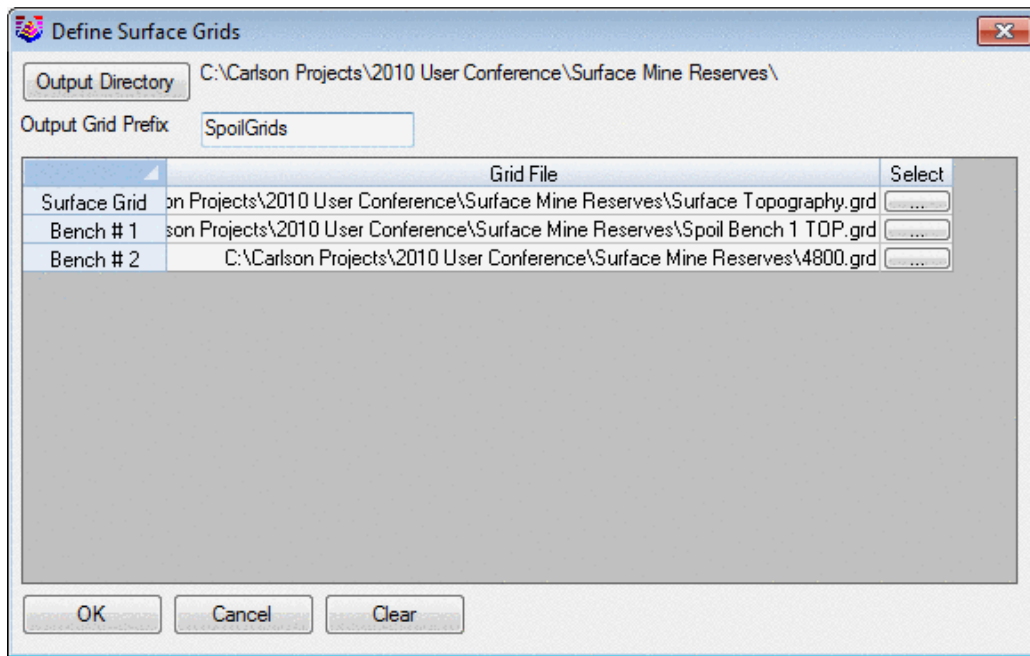 Define Surface Grids
Output Directory C:\Carlson Projects\2010 User Conference\Surface Mine Reserves\
Output Grid Prefix SpoilGrids
Grid File Select
Surface Grid on Projects\2010 User Conference\Surface Mine Reserves\Surface Topography.grd ...
Bench # 1 son Projects\2010 User Conference\Surface Mine Reserves\Spoil Bench 1 TOP.grd ...
Bench # 2 C:\Carlson Projects\2010 User Conference\Surface Mine Reserves\4800.grd ...
OK Cancel Clear